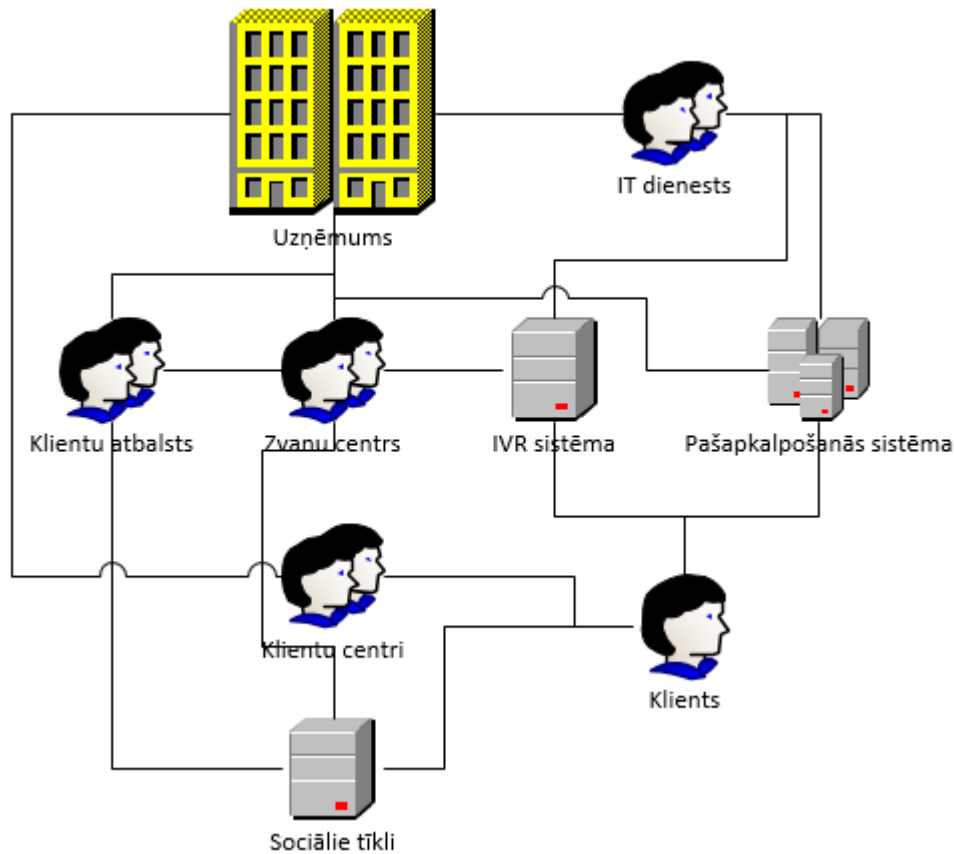 IT dienests
Uzņēmums
Klientu atbalsts
Zvanu centrs
IVR sistēma
Pašapkalpošanās sistēma
Klientu centri
Klients
Sociālie tīkli